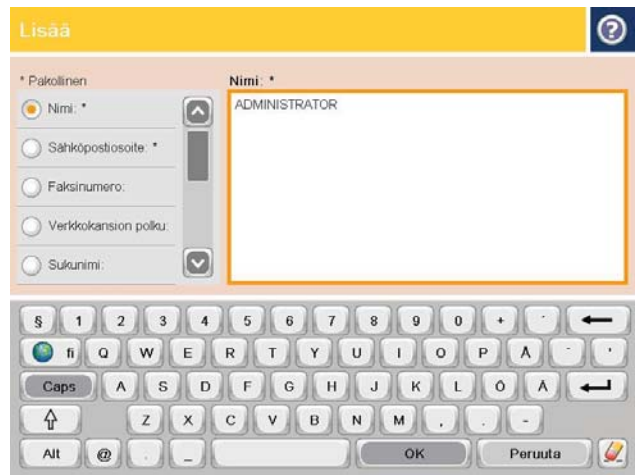 Lisää
?
* Pakollinen
Nimi: *
Nimi: *
ADMINISTRATOR
Sähköpostiosoite: *
Faksinumero:
Verkkokansion polku:
Sukunimi:
§ 1 2 3 4 5 6 7 8 9 0 + ´
fi Q W E R T Y U I O P Å ¨ '
Caps A S D F G H J K L Ö Ä
Z X C V B N M , . -
Alt @ . _ OK Peruuta